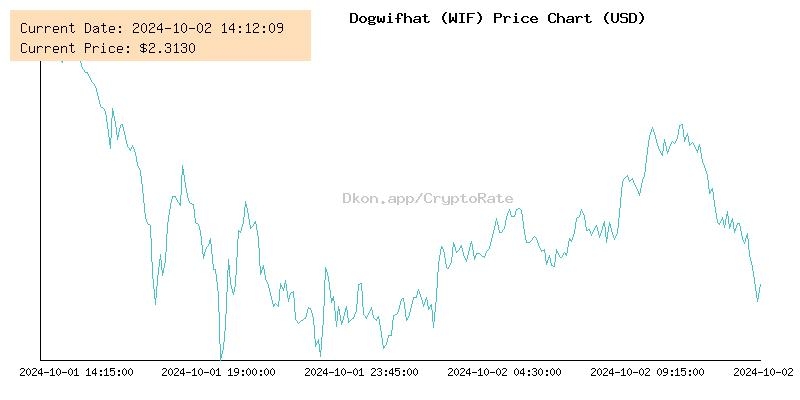 Dogwifhat (WIF) Price Chart (USD)
Current Date: 2024-10-02 14:12:09
Current Price: $2.3130
Dkon.app/CryptoRate
2024-10-01 14:15:00 2024-10-01 19:00:00 2024-10-01 23:45:00 2024-10-02 04:30:00 2024-10-02 09:15:00 2024-10-02